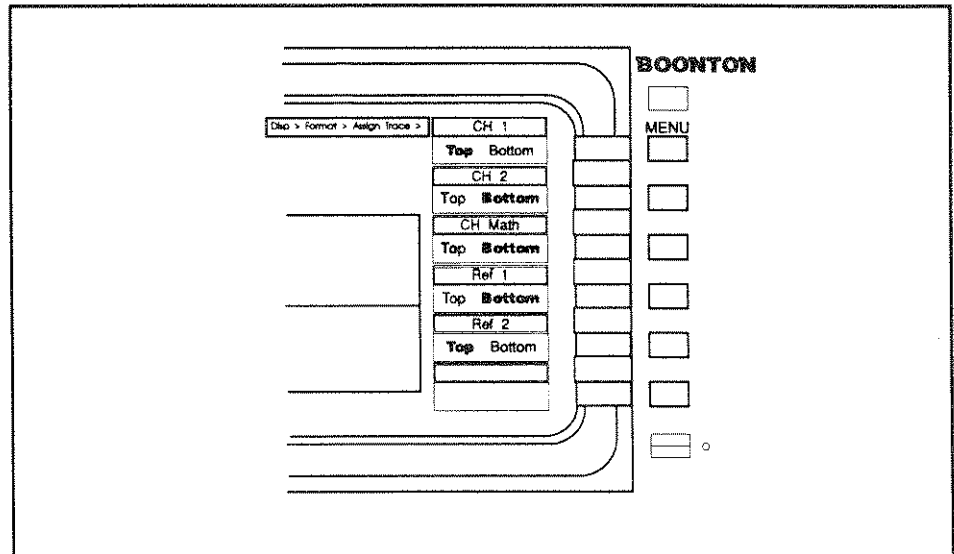 BOONTON
MENU
Disp > Format > Assign Trace >
CH 1
Top Bottom
CH 2
Top Bottom
CH Math
Top Bottom
Ref 1
Top Bottom
Ref 2
Top Bottom